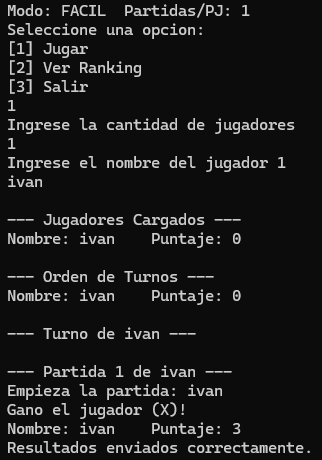 Modo: FACIL  Partidas/PJ: 1
Seleccione una opcion:
[1] Jugar
[2] Ver Ranking
[3] Salir
1
Ingrese la cantidad de jugadores
1
Ingrese el nombre del jugador 1
ivan
--- Jugadores Cargados ---
Nombre: ivan    Puntaje: 0
--- Orden de Turnos ---
Nombre: ivan    Puntaje: 0
--- Turno de ivan ---
--- Partida 1 de ivan ---
Empieza la partida: ivan
Gano el jugador (X)!
Nombre: ivan    Puntaje: 3
Resultados enviados correctamente.